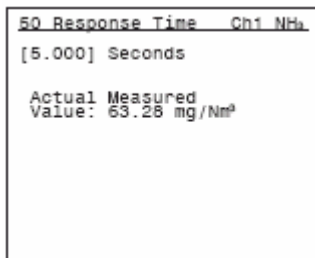 50 Response Time Ch1 NH₃
[5.000] Seconds
Actual Measured
Value: 63.28 mg/Nm³